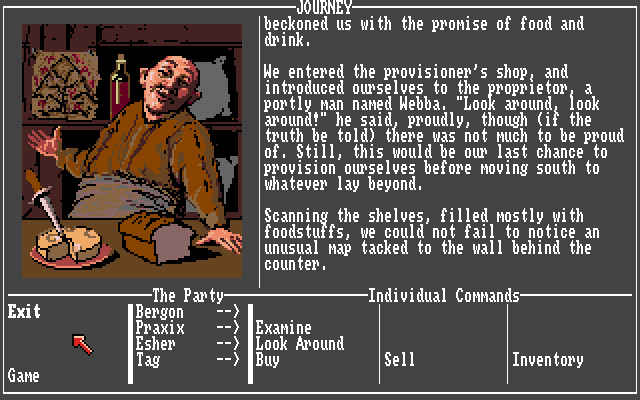 JOURNEY
beckoned us with the promise of food and
drink.
We entered the provisioner's shop, and
introduced ourselves to the proprietor, a
portly man named Webba. "Look around, look
around!" he said, proudly, though (if the
truth be told) there was not much to be proud
of. Still, this would be our last chance to
provision ourselves before moving south to
whatever lay beyond.
Scanning the shelves, filled mostly with
foodstuffs, we could not fail to notice an
unusual map tacked to the wall behind the
counter.
The Party Individual Commands
Exit Bergon -->
Praxix --> Examine
Esher --> Look Around
Tag --> Buy Sell Inventory
Game